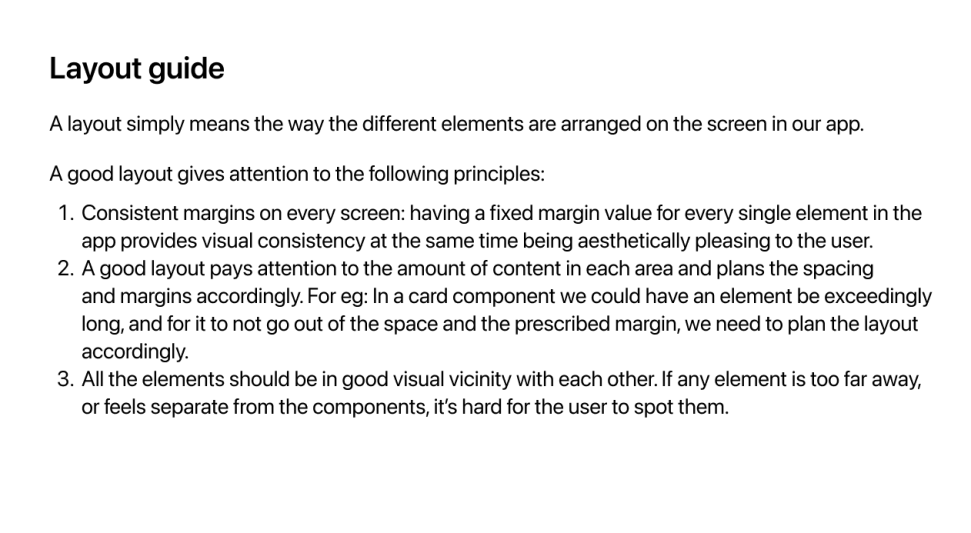 Layout guide
A layout simply means the way the different elements are arranged on the screen in our app.
A good layout gives attention to the following principles:
1. Consistent margins on every screen: having a fixed margin value for every single element in the
app provides visual consistency at the same time being aesthetically pleasing to the user.
2. A good layout pays attention to the amount of content in each area and plans the spacing
and margins accordingly. For eg: In a card component we could have an element be exceedingly
long, and for it to not go out of the space and the prescribed margin, we need to plan the layout
accordingly.
3. All the elements should be in good visual vicinity with each other. If any element is too far away,
or feels separate from the components, it’s hard for the user to spot them.